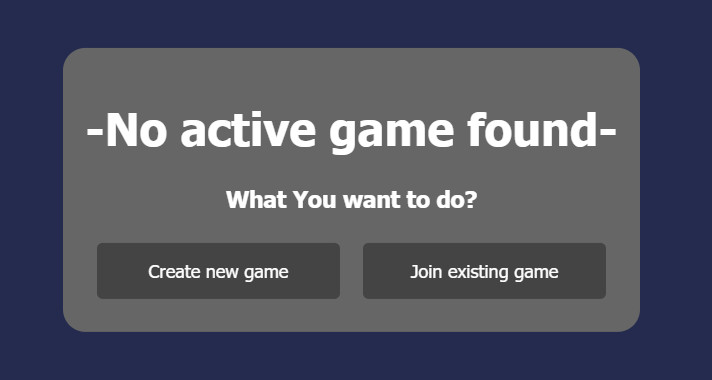 -No active game found-
What You want to do?
Create new game
Join existing game